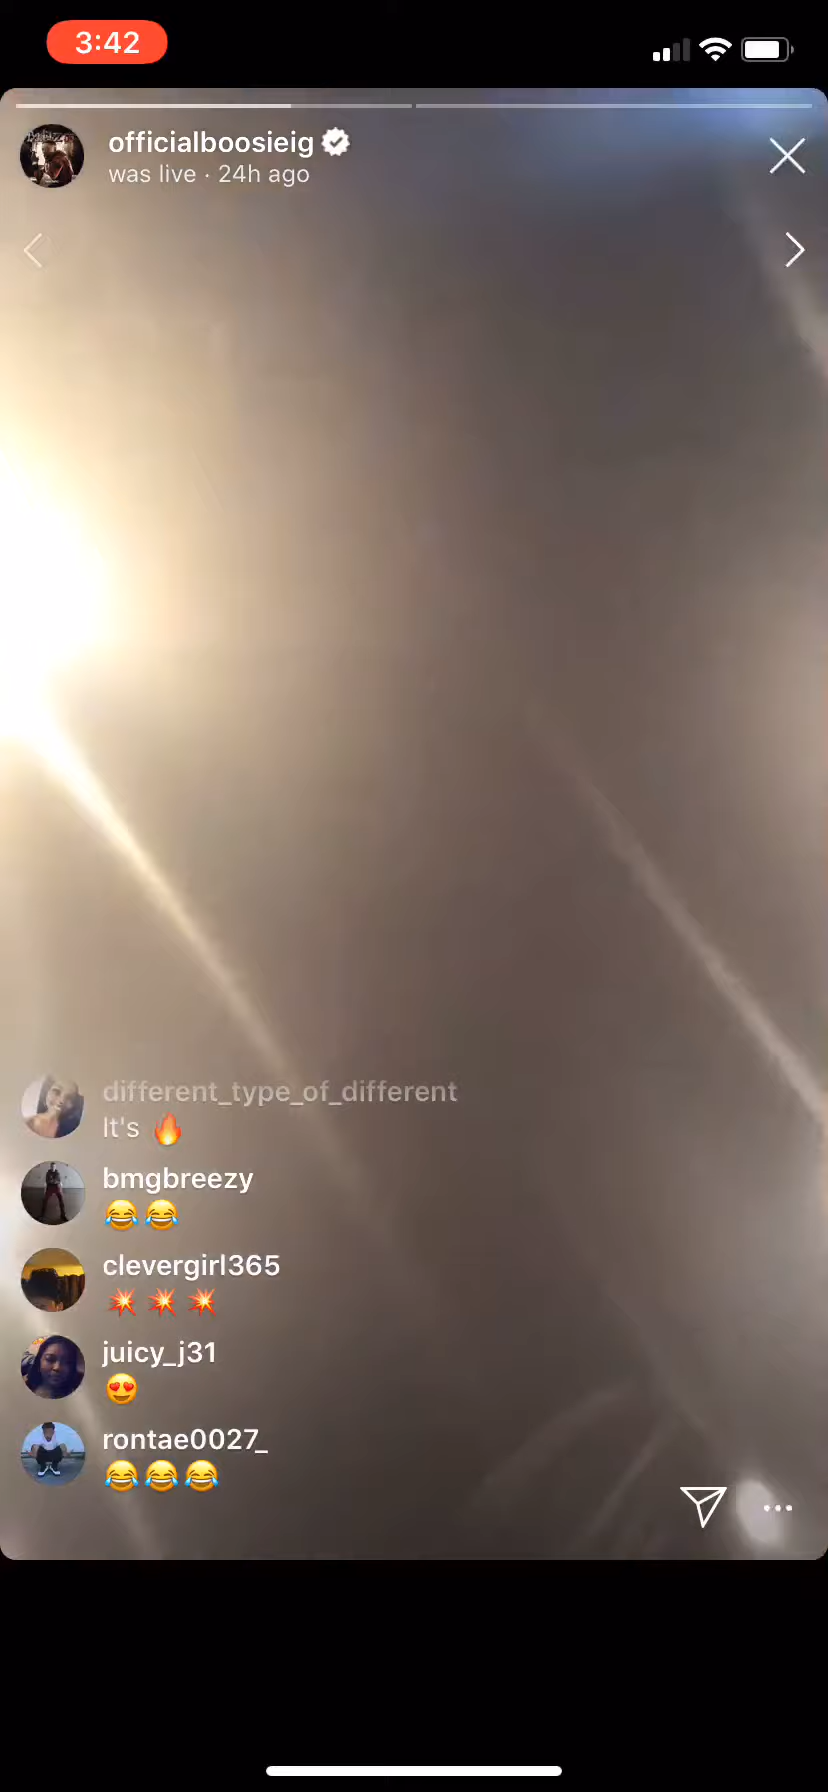 3:42
officialboosieig
was live · 24h ago
different_type_of_different
It's 🔥
bmgbreezy
😂😂
clevergirl365
💥💥💥
juicy_j31
😍
rontae0027_
😂😂😂